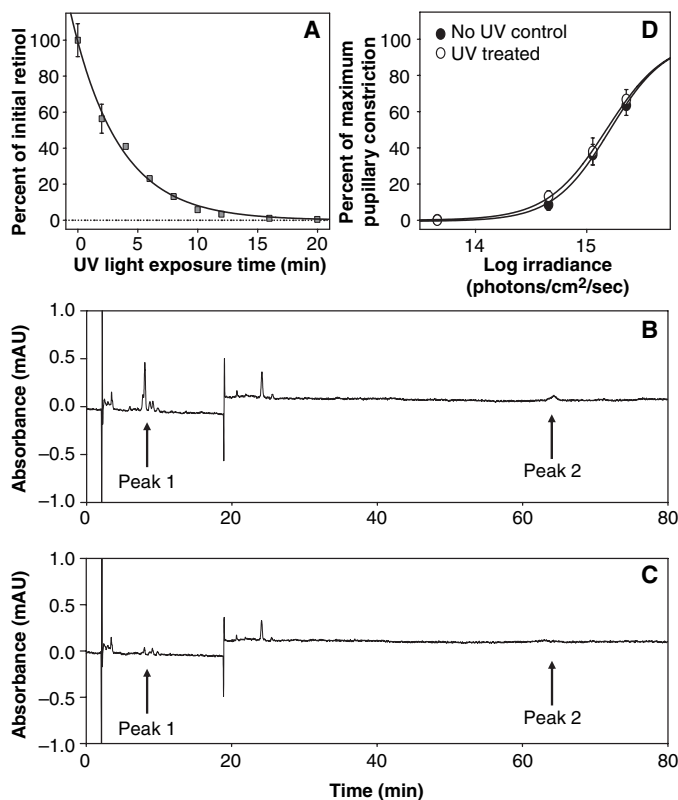 A
Percent of initial retinol
100
80
60
40
20
0
0
5
10
15
20
UV light exposure time (min)
D
No UV control
UV treated
Percent of maximum
pupillary constriction
100
80
60
40
20
0
14
15
Log irradiance
(photons/cm2/sec)
B
Absorbance (mAU)
1.0
0.5
0.0
–0.5
–1.0
Peak 1
Peak 2
0
20
40
60
80
C
Absorbance (mAU)
1.0
0.5
0.0
–0.5
–1.0
Peak 1
Peak 2
0
20
40
60
80
Time (min)